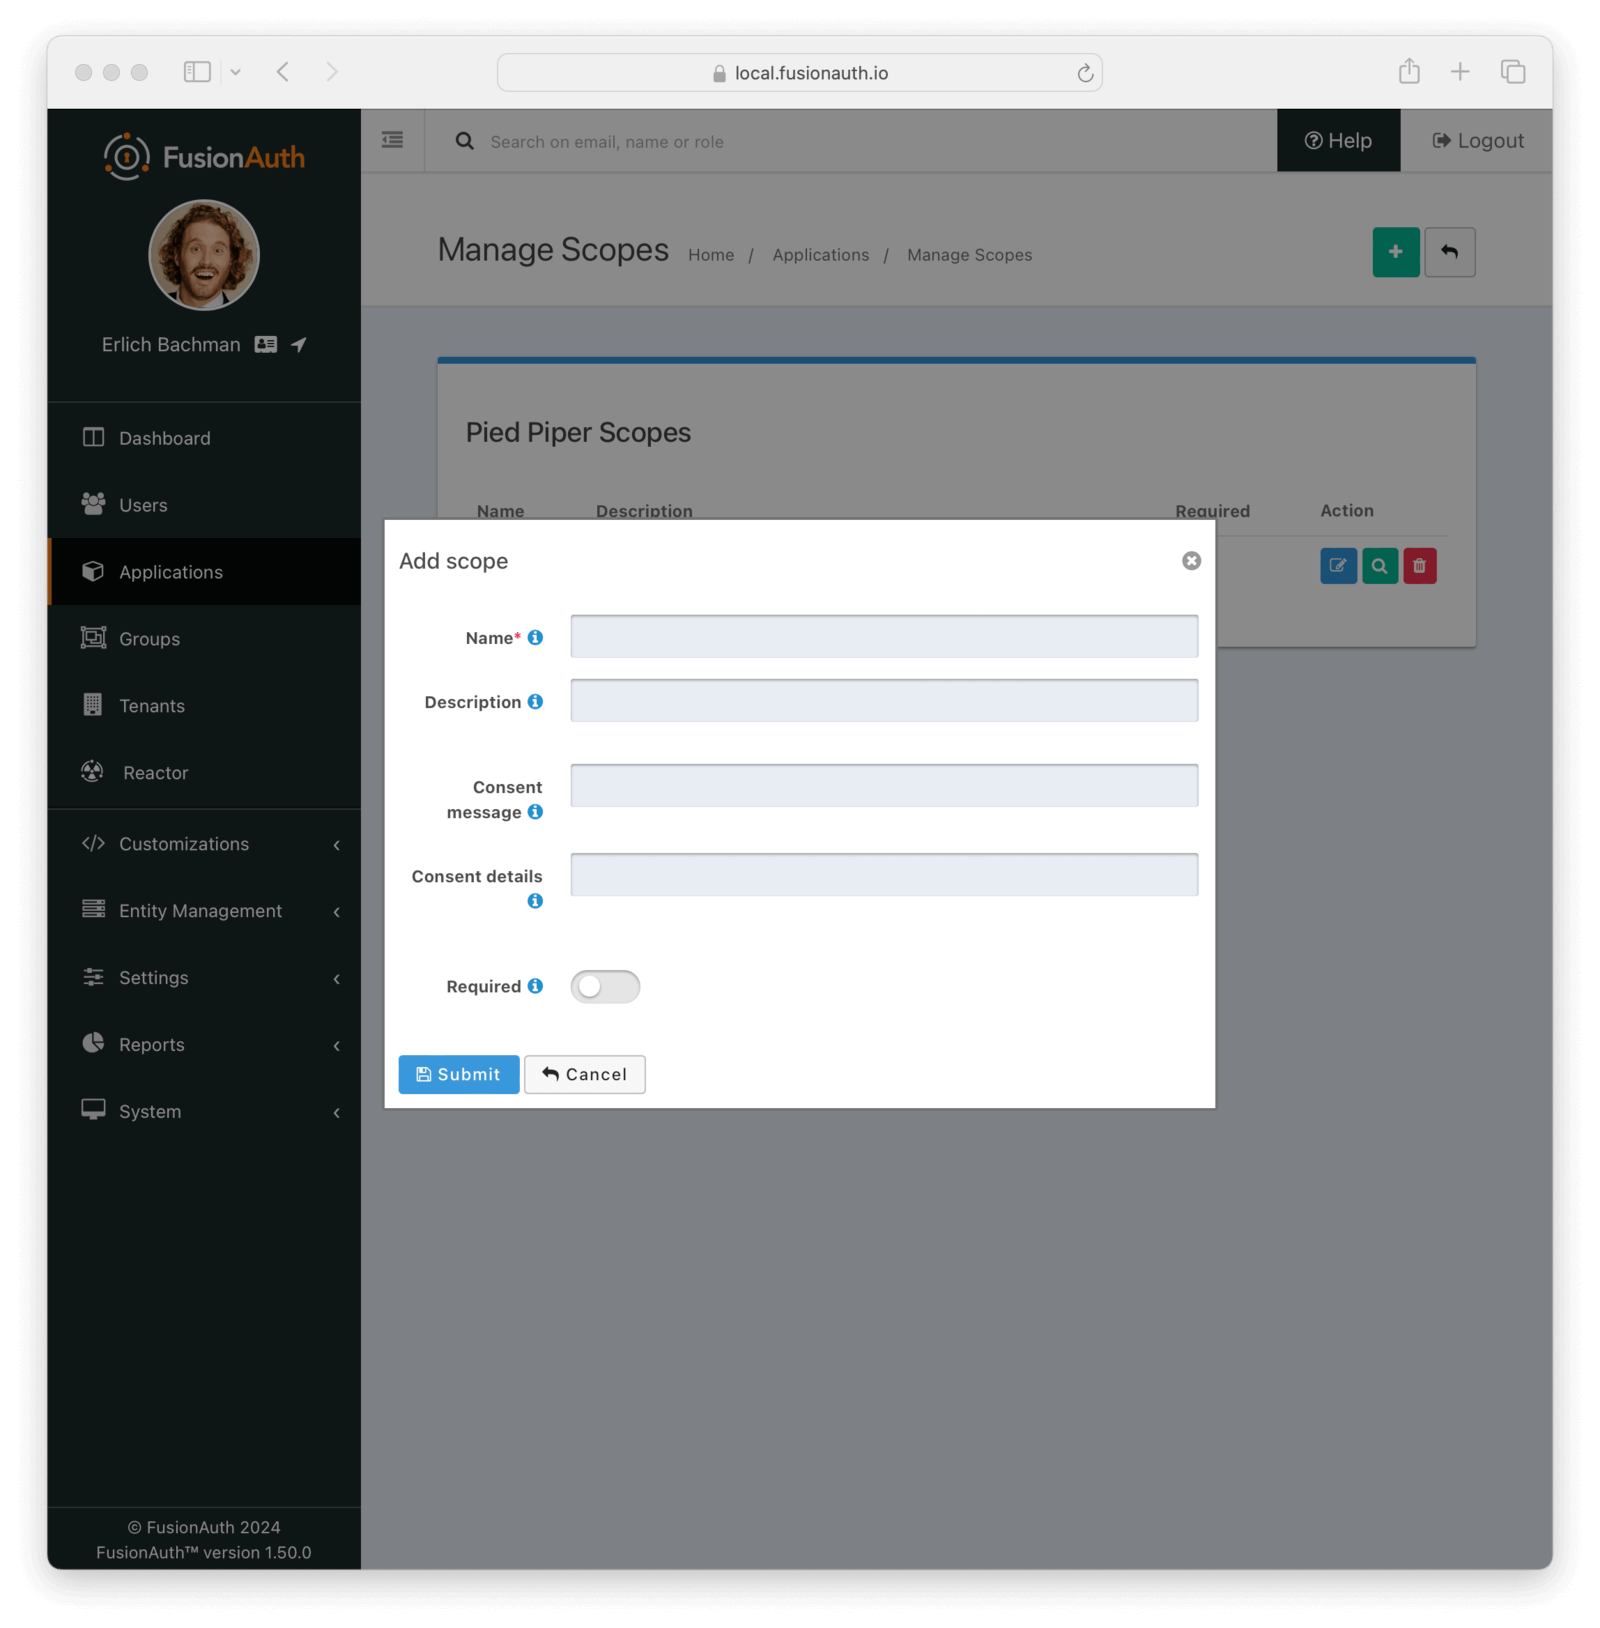 local.fusionauth.io
FusionAuth
Search on email, name or role
Help
Logout
Erlich Bachman
Manage Scopes
Home / Applications / Manage Scopes
Dashboard
Users
Applications
Groups
Tenants
Reactor
Customizations
Entity Management
Settings
Reports
System
Pied Piper Scopes
Name Description Required Action
Add scope
Name*
Description
Consent
message
Consent details
Required
Submit
Cancel
© FusionAuth 2024
FusionAuth™ version 1.50.0